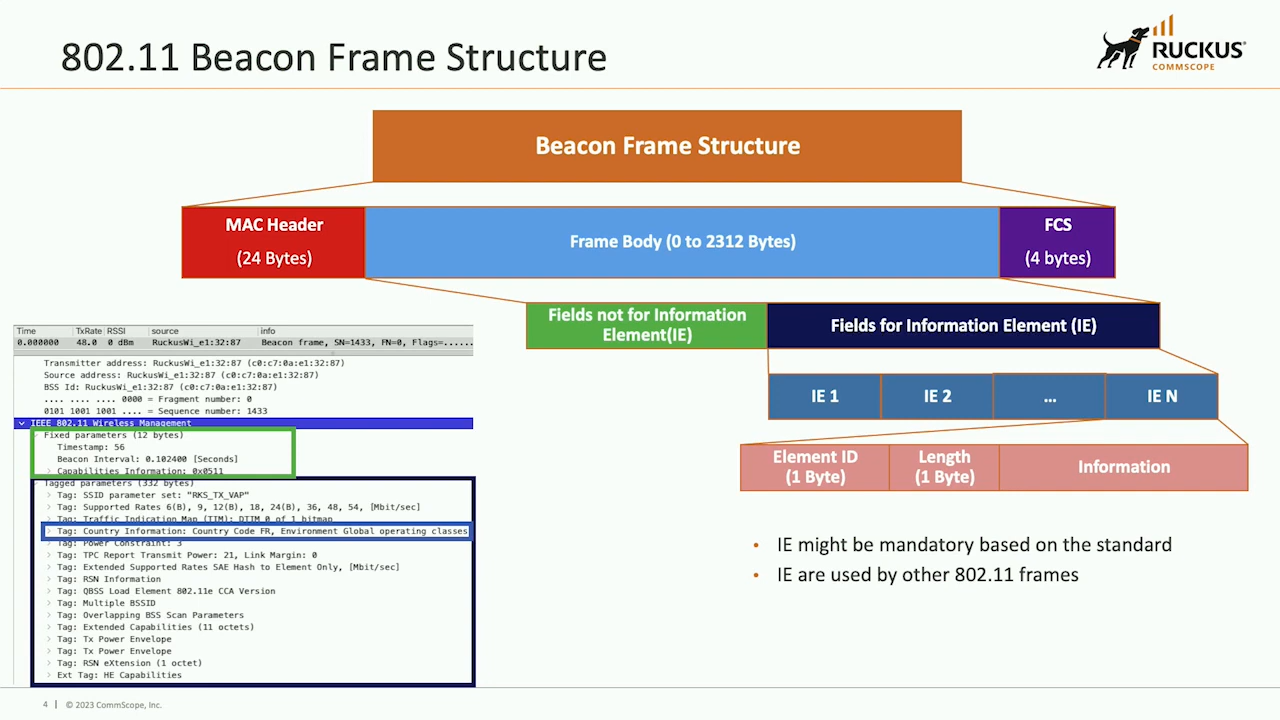 802.11 Beacon Frame Structure
RUCKUS
COMMSCOPE
Beacon Frame Structure
MAC Header
(24 Bytes)
Frame Body (0 to 2312 Bytes)
FCS
(4 bytes)
Fields not for Information
Element(IE)
Fields for Information Element (IE)
IE 1
IE 2
...
IE N
Element ID
(1 Byte)
Length
(1 Byte)
Information
Time TxRate RSSI source info
0.000000 48.0 0 dBm RuckusWi_e1:32:87 Beacon frame, SN=1433, FN=0, Flags=......
Transmitter address: RuckusWi_e1:32:87 (c0:c7:0a:e1:32:87)
Source address: RuckusWi_e1:32:87 (c0:c7:0a:e1:32:87)
BSS Id: RuckusWi_e1:32:87 (c0:c7:0a:e1:32:87)
.... .... .... 0000 = Fragment number: 0
0101 1001 1001 .... = Sequence number: 1433
IEEE 802.11 Wireless Management
Fixed parameters (12 bytes)
Timestamp: 56
Beacon Interval: 0.102400 [Seconds]
Capabilities Information: 0x0511
Tagged parameters (332 bytes)
Tag: SSID parameter set: "RKS_TX_VAP"
Tag: Supported Rates 6(B), 9, 12(B), 18, 24(B), 36, 48, 54, [Mbit/sec]
Tag: Traffic Indication Map (TIM): DTIM 0 of 1 bitmap
Tag: Country Information: Country Code FR, Environment Global operating classes
Tag: Power Constraint: 3
Tag: TPC Report Transmit Power: 21, Link Margin: 0
Tag: Extended Supported Rates SAE Hash to Element Only, [Mbit/sec]
Tag: RSN Information
Tag: QBSS Load Element 802.11e CCA Version
Tag: Multiple BSSID
Tag: Overlapping BSS Scan Parameters
Tag: Extended Capabilities (11 octets)
Tag: Tx Power Envelope
Tag: Tx Power Envelope
Tag: RSN eXtension (1 octet)
Ext Tag: HE Capabilities
• IE might be mandatory based on the standard
• IE are used by other 802.11 frames
4 | © 2023 CommScope, Inc.